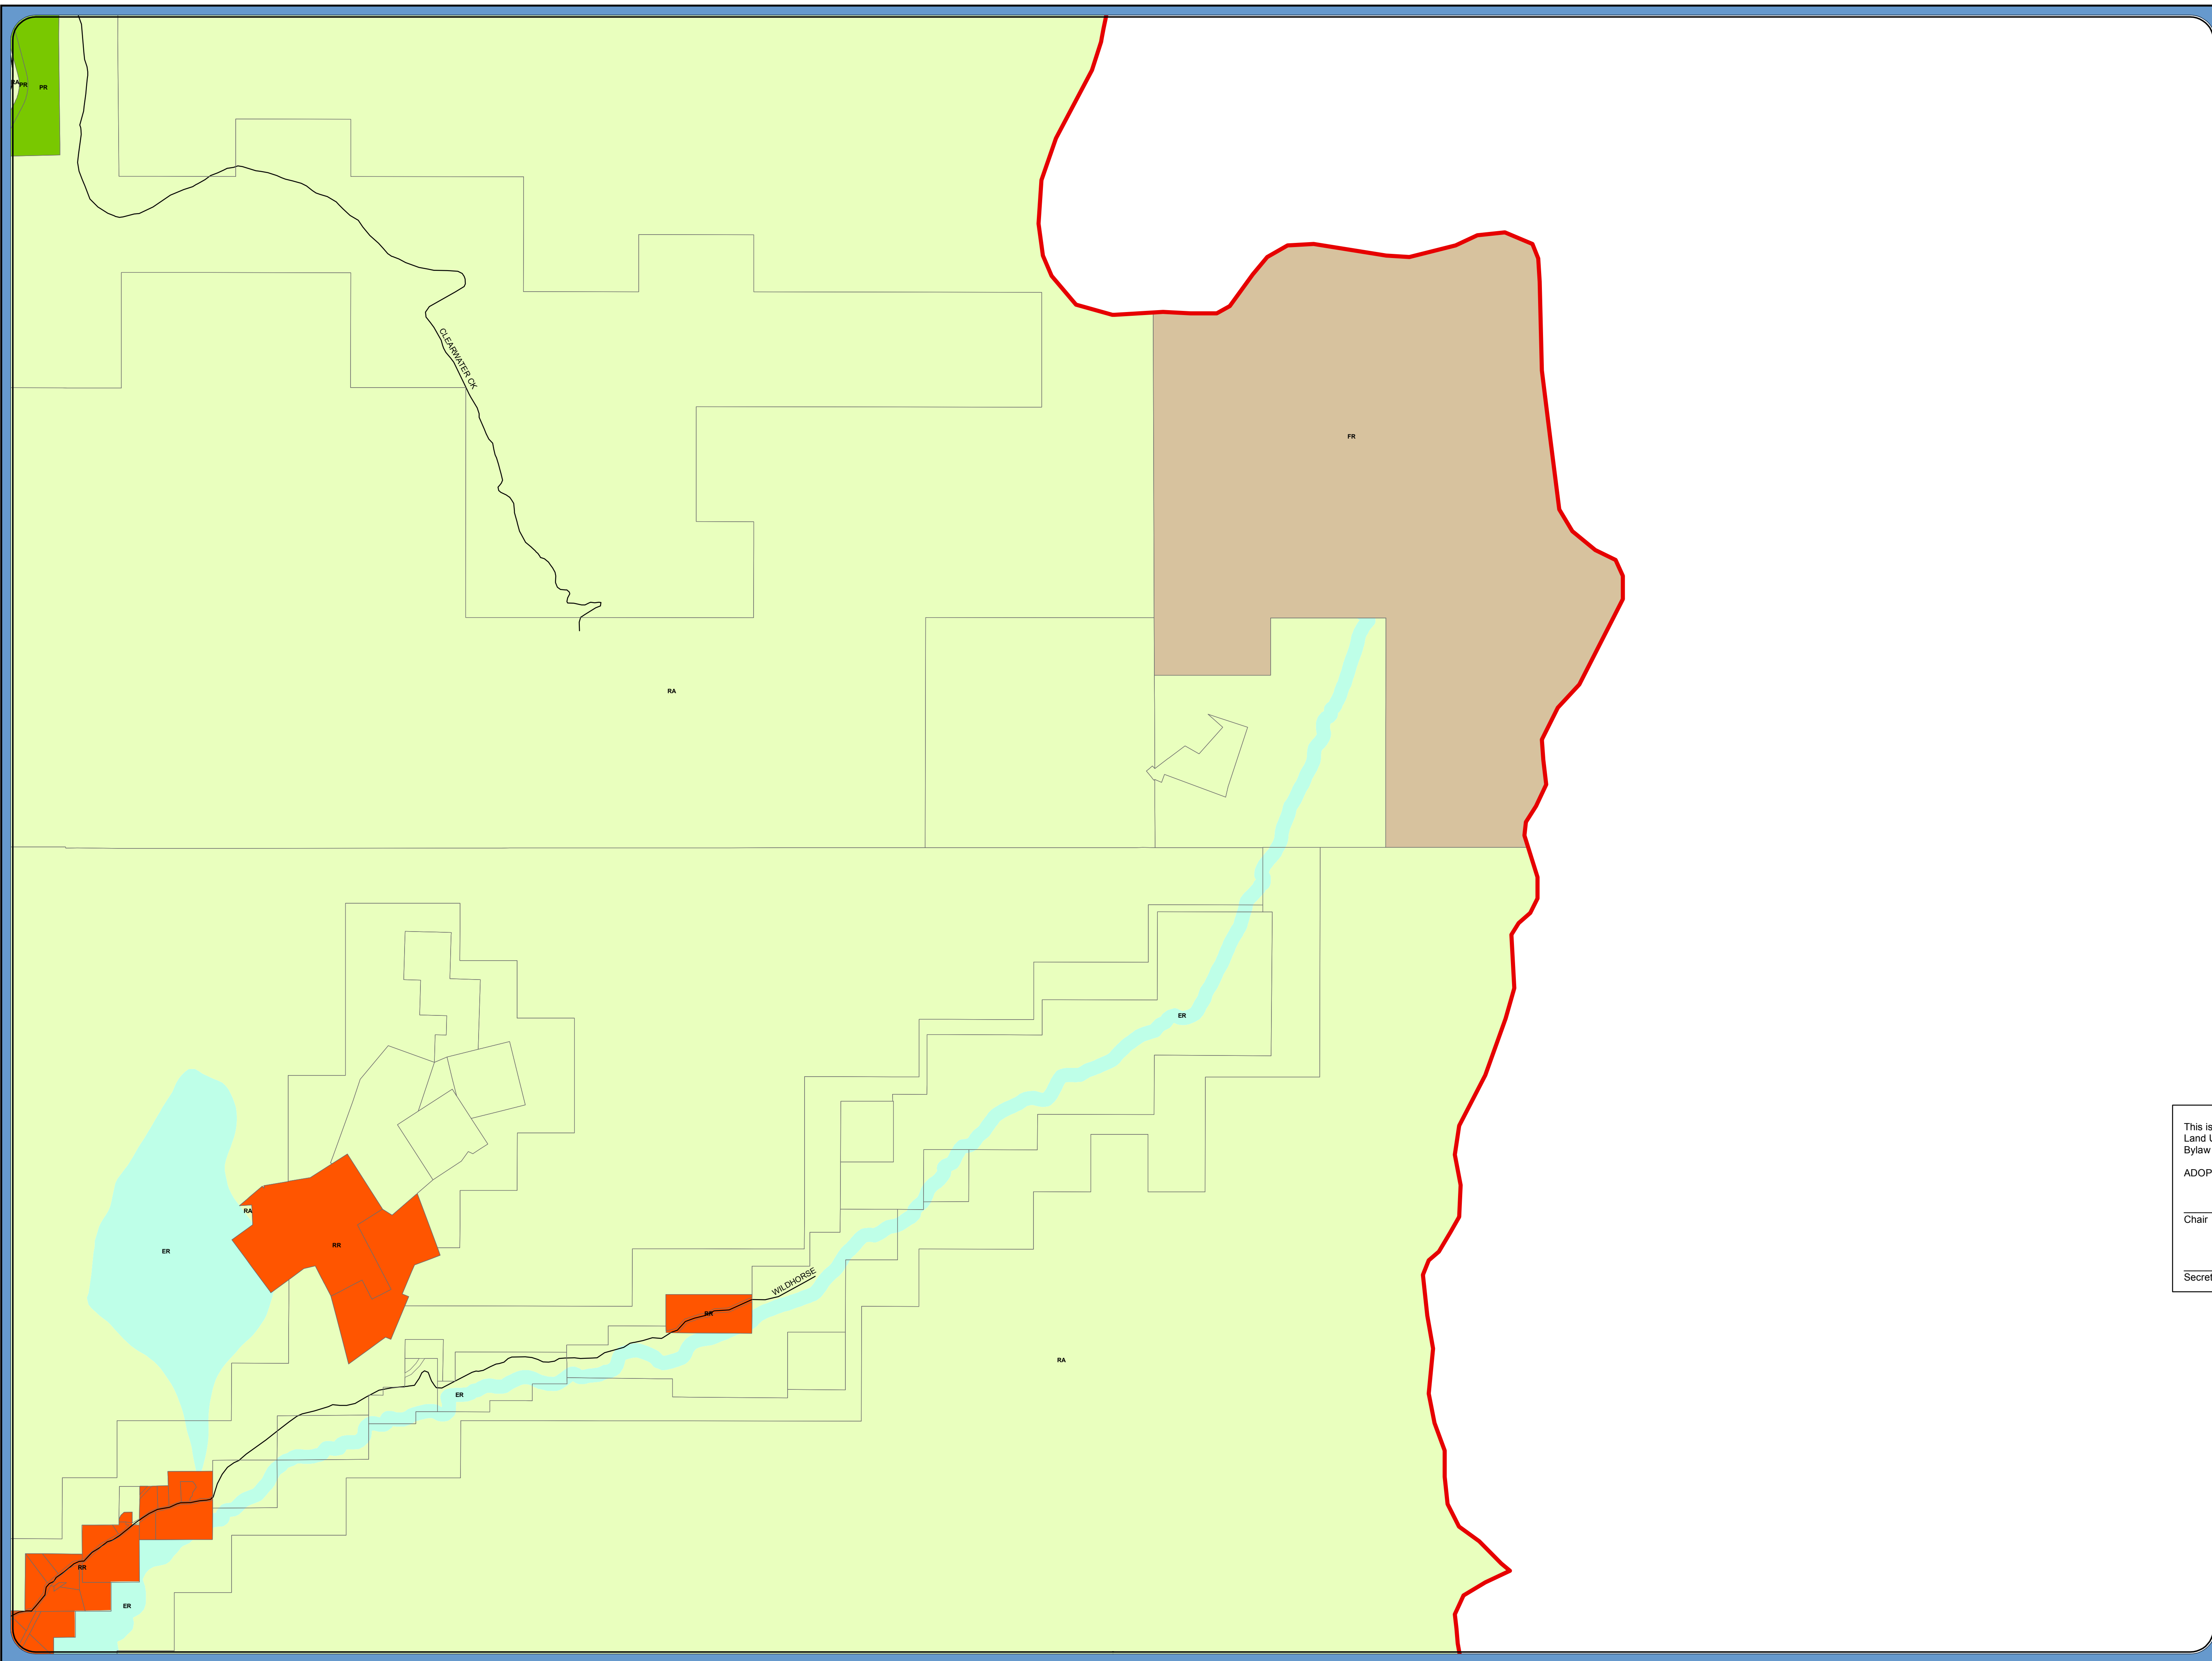 RA
PR
PR
CLEARWATER CK
FR
RA
ER
RA
ER
RR
WILDHORSE
RR
RA
ER
RR
ER
This is
Land U
Bylaw
ADOP
Chair
Secret